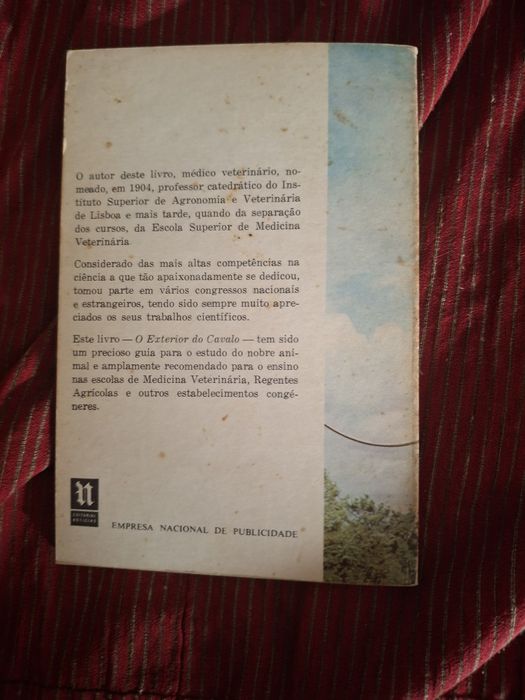 O autor deste livro, médico veterinário, no-
meado, em 1904, professor catedrático do Ins-
tituto Superior de Agronomia e Veterinária
de Lisboa e mais tarde, quando da separação
dos cursos, da Escola Superior de Medicina
Veterinária
Considerado das mais altas competências na
ciência a que tão apaixonadamente se dedicou,
tomou parte em vários congressos nacionais
e estrangeiros, tendo sido sempre muito apre-
ciados os seus trabalhos científicos.
Este livro — O Exterior do Cavalo — tem sido
um precioso guia para o estudo do nobre ani-
mal e amplamente recomendado para o ensino
nas escolas de Medicina Veterinária, Regentes
Agrícolas e outros estabelecimentos congé-
neres.
N
EDITORIAL
NOTÍCIAS
EMPRESA NACIONAL DE PUBLICIDADE